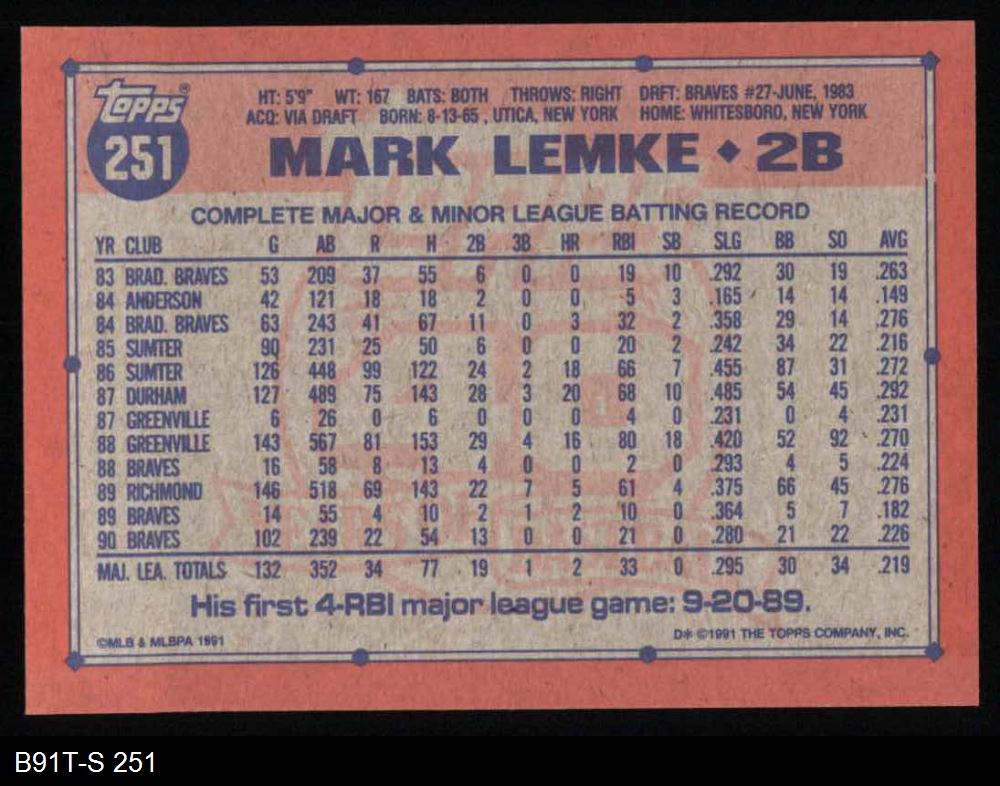 TOPPS®
251
HT: 5'9" WT: 167 BATS: BOTH THROWS: RIGHT DRFT: BRAVES #27-JUNE, 1983
ACQ: VIA DRAFT BORN: 8-13-65 , UTICA, NEW YORK HOME: WHITESBORO, NEW YORK
MARK LEMKE ◆ 2B
COMPLETE MAJOR & MINOR LEAGUE BATTING RECORD
YR CLUB G AB R H 2B 3B HR RBI SB SLG BB SO AVG
83 BRAD. BRAVES 53 209 37 55 6 0 0 19 10 .292 30 19 .263
84 ANDERSON 42 121 18 18 2 0 0 5 3 .165 14 14 .149
84 BRAD. BRAVES 63 243 41 67 11 0 3 32 2 .358 29 14 .276
85 SUMTER 90 231 25 50 6 0 0 20 2 .242 34 22 .216
86 SUMTER 126 448 99 122 24 2 18 66 7 .455 87 31 .272
87 DURHAM 127 489 75 143 28 3 20 68 10 .485 54 45 .292
87 GREENVILLE 6 26 0 6 0 0 0 4 0 .231 0 4 .231
88 GREENVILLE 143 567 81 153 29 4 16 80 18 .420 52 92 .270
88 BRAVES 16 58 8 13 4 0 0 2 0 .293 4 5 .224
89 RICHMOND 146 518 69 143 22 7 5 61 4 .375 66 45 .276
89 BRAVES 14 55 4 10 2 1 2 10 0 .364 5 7 .182
90 BRAVES 102 239 22 54 13 0 0 21 0 .280 21 22 .226
MAJ. LEA. TOTALS 132 352 34 77 19 1 2 33 0 .295 30 34 .219
His first 4-RBI major league game: 9-20-89.
©MLB & MLBPA 1991
D* ©1991 THE TOPPS COMPANY, INC.
B91T-S 251